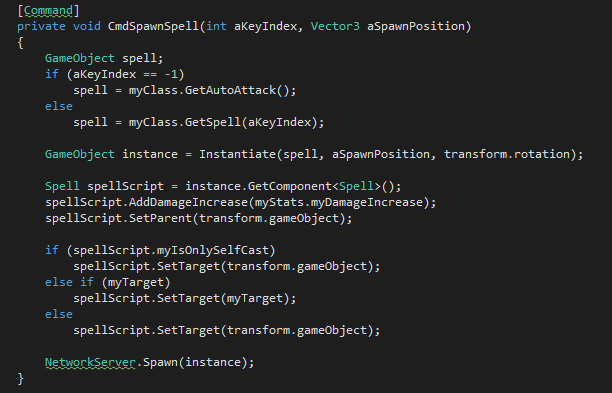 [Command]
private void CmdSpawnSpell(int aKeyIndex, Vector3 aSpawnPosition)
{
    GameObject spell;
    if (aKeyIndex == -1)
        spell = myClass.GetAutoAttack();
    else
        spell = myClass.GetSpell(aKeyIndex);

    GameObject instance = Instantiate(spell, aSpawnPosition, transform.rotation);

    Spell spellScript = instance.GetComponent<Spell>();
    spellScript.AddDamageIncrease(myStats.myDamageIncrease);
    spellScript.SetParent(transform.gameObject);

    if (spellScript.myIsOnlySelfCast)
        spellScript.SetTarget(transform.gameObject);
    else if (myTarget)
        spellScript.SetTarget(myTarget);
    else
        spellScript.SetTarget(transform.gameObject);

    NetworkServer.Spawn(instance);
}